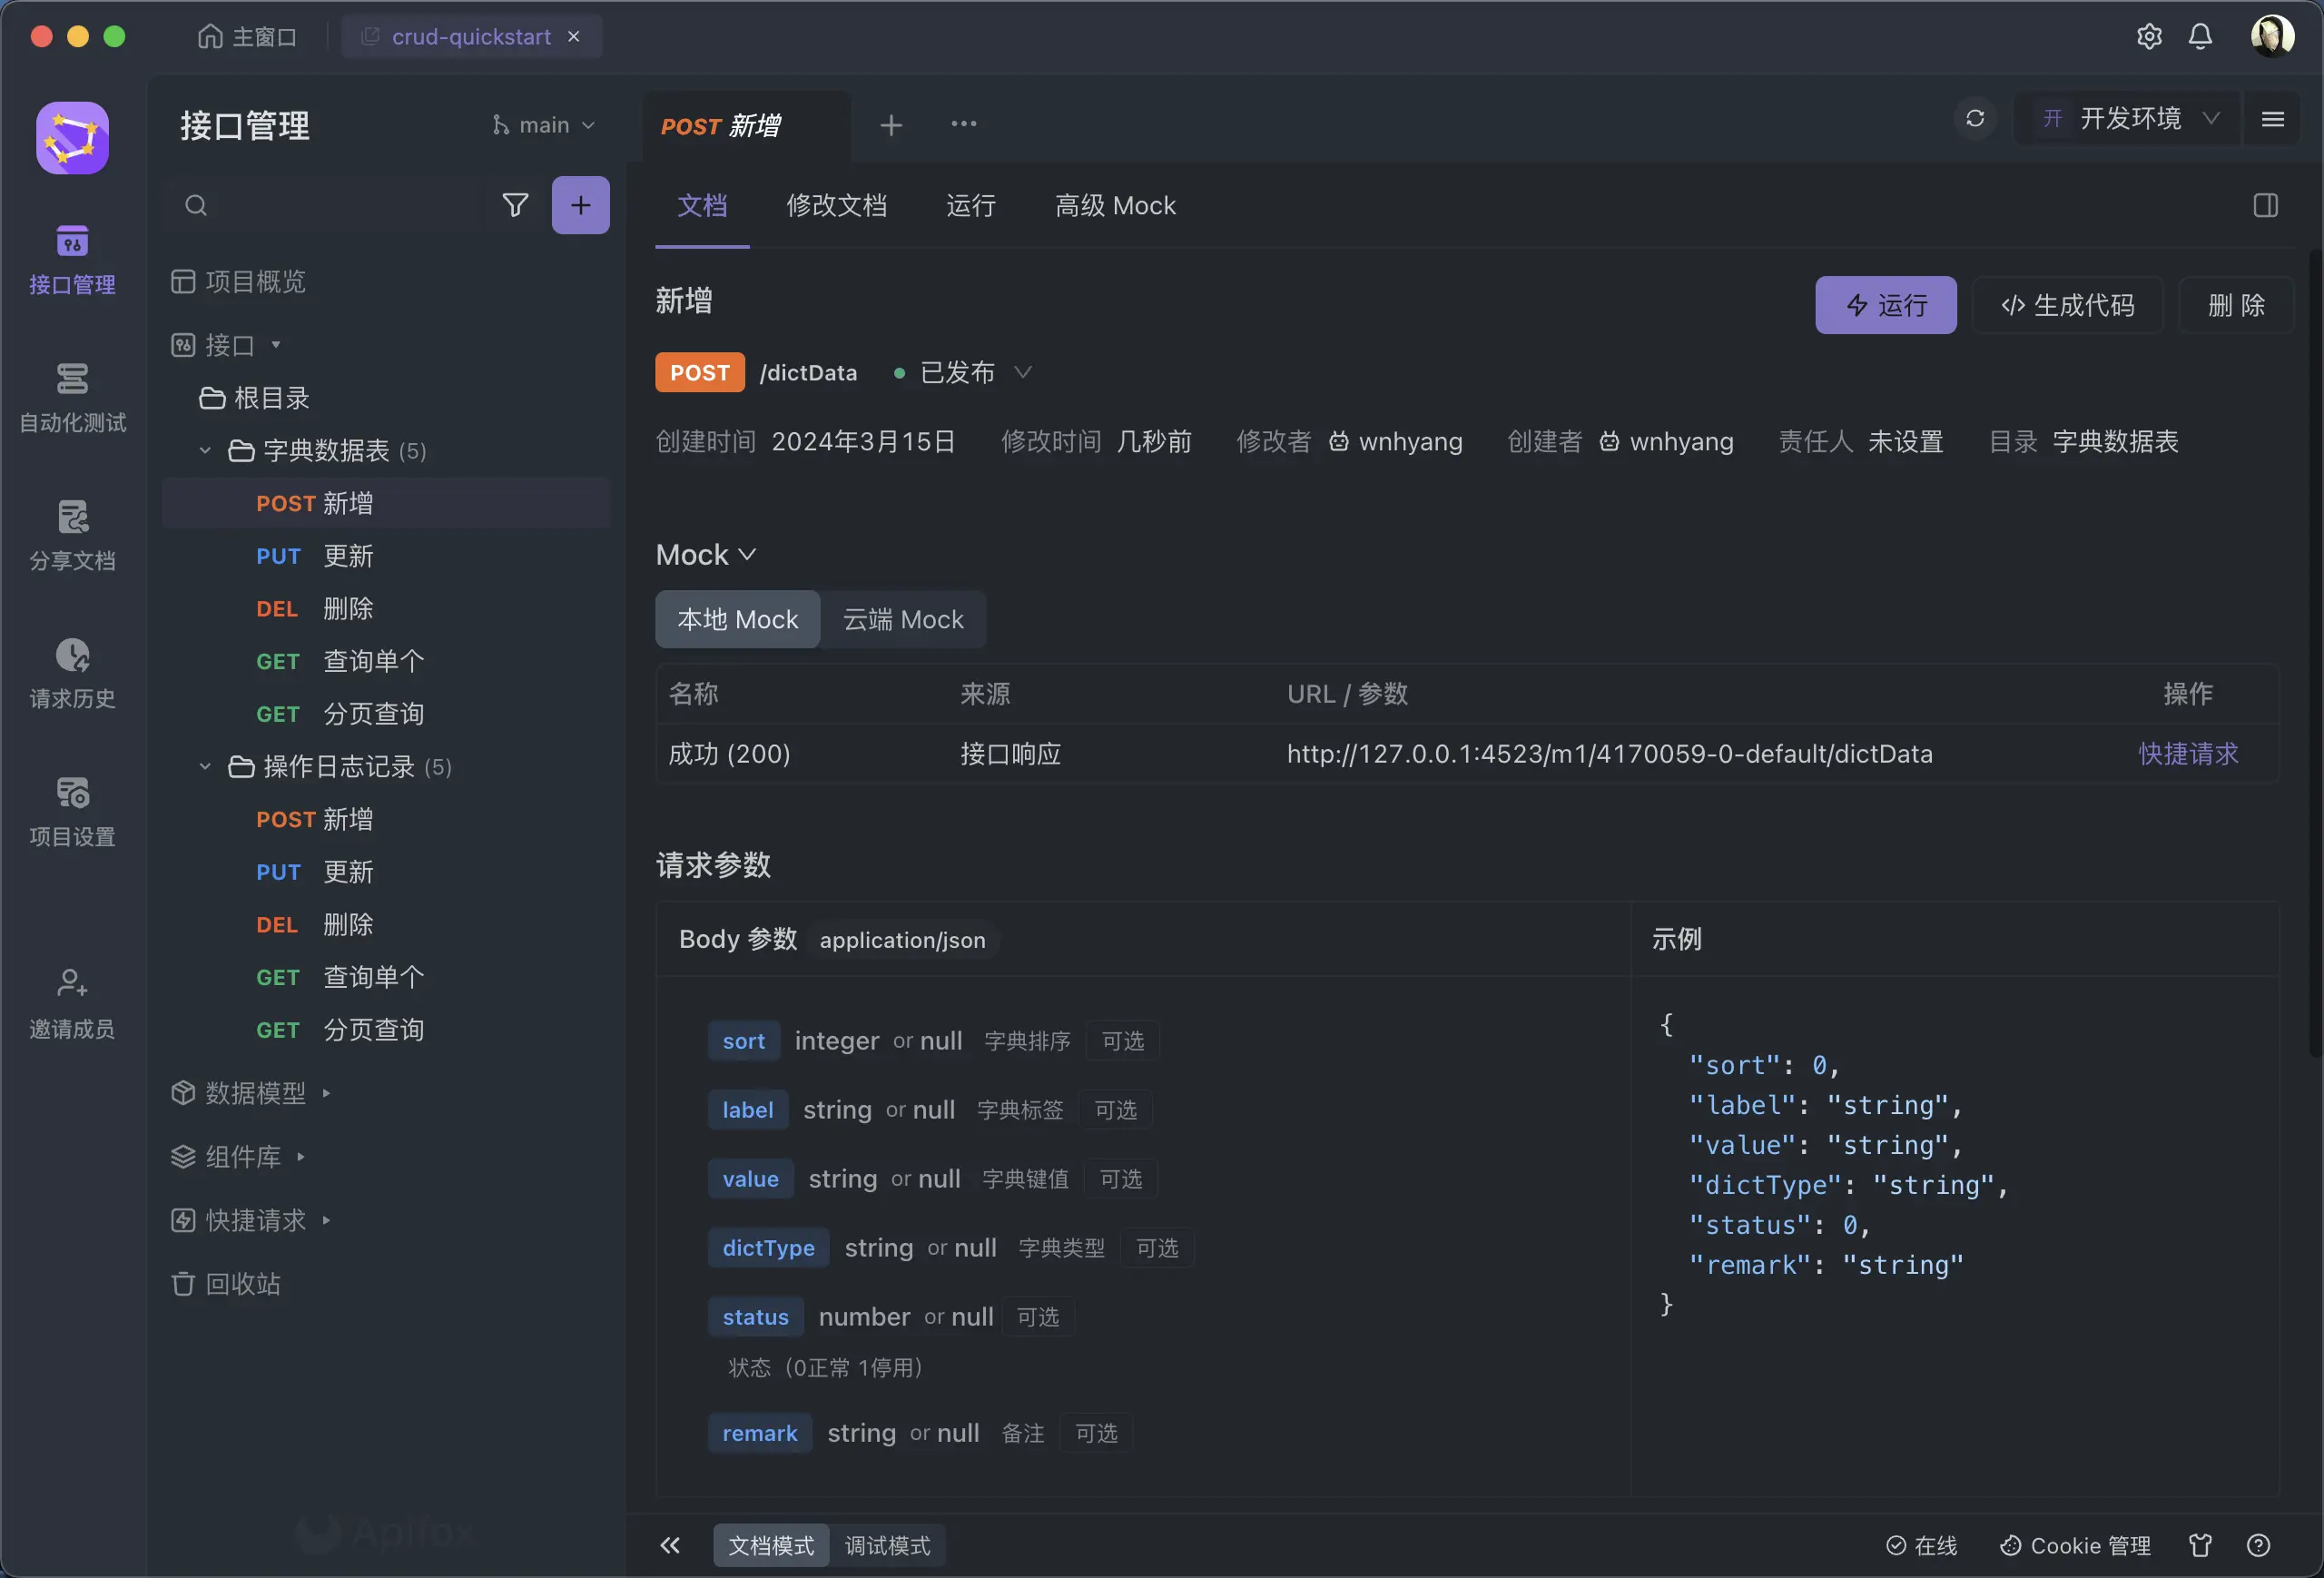 主窗口
crud-quickstart
接口管理
main
POST 新增
开 开发环境
接口管理
自动化测试
分享文档
请求历史
项目设置
邀请成员
项目概览
接口
根目录
字典数据表 (5)
POST 新增
PUT 更新
DEL 删除
GET 查询单个
GET 分页查询
操作日志记录 (5)
POST 新增
PUT 更新
DEL 删除
GET 查询单个
GET 分页查询
数据模型
组件库
快捷请求
回收站
Apifox
文档 修改文档 运行 高级 Mock
新增
运行 生成代码 删 除
POST /dictData 已发布
创建时间 2024年3月15日 修改时间 几秒前 修改者 wnhyang 创建者 wnhyang 责任人 未设置 目录 字典数据表
Mock
本地 Mock 云端 Mock
名称 来源 URL / 参数 操作
成功 (200) 接口响应 http://127.0.0.1:4523/m1/4170059-0-default/dictData 快捷请求
请求参数
Body 参数 application/json
sort integer or null 字典排序 可选
label string or null 字典标签 可选
value string or null 字典键值 可选
dictType string or null 字典类型 可选
status number or null 可选
状态（0正常 1停用）
remark string or null 备注 可选
示例
{
"sort": 0,
"label": "string",
"value": "string",
"dictType": "string",
"status": 0,
"remark": "string"
}
文档模式 调试模式
在线 Cookie 管理